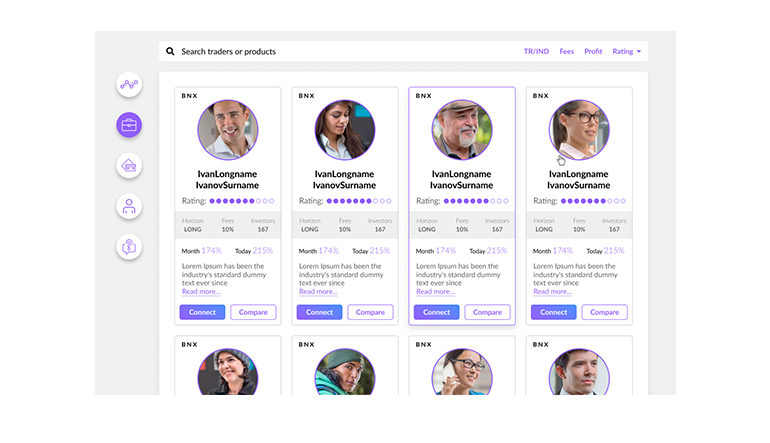 Search traders or products
TR/IND Fees Profit Rating
BNX BNX BNX BNX
IvanLongname IvanLongname IvanLongname IvanLongname
IvanovSurname IvanovSurname IvanovSurname IvanovSurname
Rating: Rating: Rating: Rating:
Horizon Fees Investors Horizon Fees Investors Horizon Fees Investors Horizon Fees Investors
LONG 10% 167 LONG 10% 167 LONG 10% 167 LONG 10% 167
Month 174% Today 215% Month 174% Today 215% Month 174% Today 215% Month 174% Today 215%
Lorem Ipsum has been the Lorem Ipsum has been the Lorem Ipsum has been the Lorem Ipsum has been the
industry's standard dummy industry's standard dummy industry's standard dummy industry's standard dummy
text ever since text ever since text ever since text ever since
Read more... Read more... Read more... Read more...
Connect Compare Connect Compare Connect Compare Connect Compare
BNX BNX BNX BNX